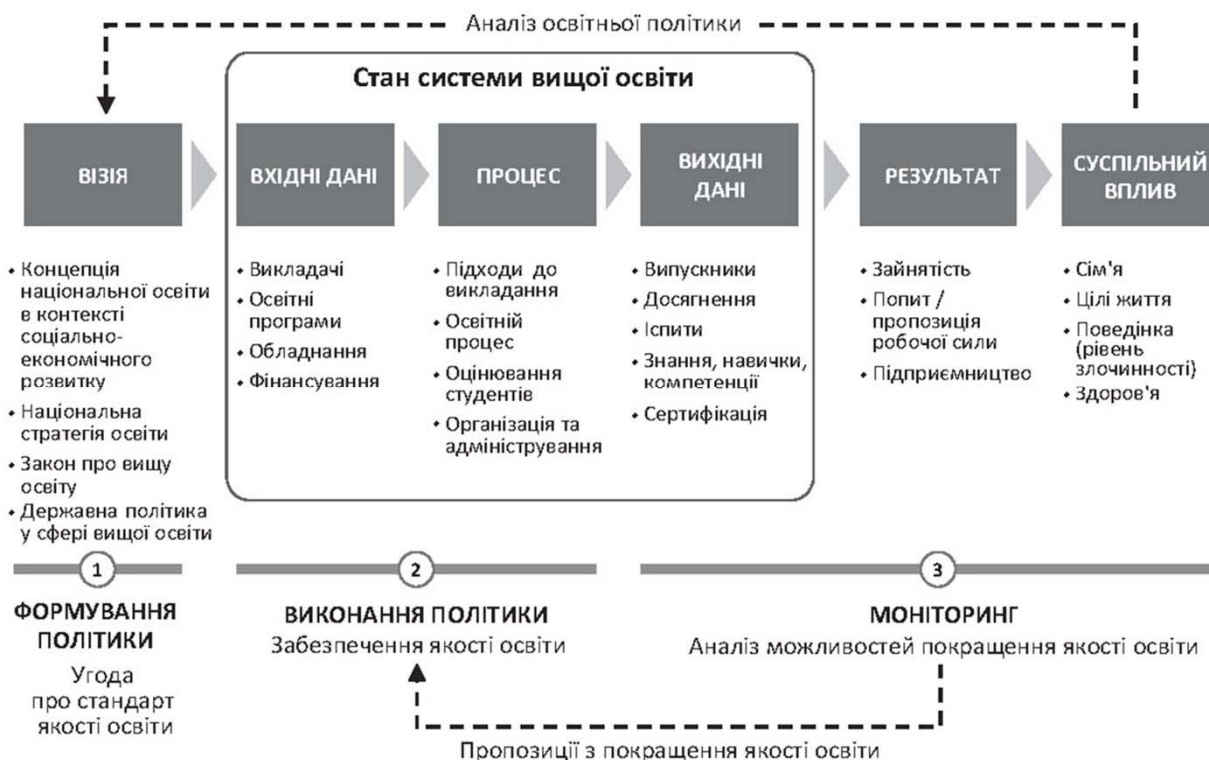 Аналіз освітньої політики
Стан системи вищої освіти
ВІЗІЯ
ВХІДНІ ДАНІ
ПРОЦЕС
ВИХІДНІ
ДАНІ
РЕЗУЛЬТАТ
СУСПІЛЬНИЙ
ВПЛИВ
• Концепція
національної освіти
в контексті
соціально-
економічного
розвитку
• Національна
стратегія освіти
• Закон про вищу
освіту
• Державна політика
у сфері вищої освіти
• Викладачі
• Освітні
програми
• Обладнання
• Фінансування
• Підходи до
викладання
• Освітній
процес
• Оцінювання
студентів
• Організація та
адміністрування
• Випускники
• Досягнення
• Іспити
• Знання, навички,
компетенції
• Сертифікація
• Зайнятість
• Попит /
пропозиція
робочої сили
• Підприємництво
• Сім'я
• Цілі життя
• Поведінка
(рівень
злочинності)
• Здоров'я
1
ФОРМУВАННЯ
ПОЛІТИКИ
Угода
про стандарт
якості освіти
2
ВИКОНАННЯ ПОЛІТИКИ
Забезпечення якості освіти
3
МОНІТОРИНГ
Аналіз можливостей покращення якості освіти
Пропозиції з покращення якості освіти